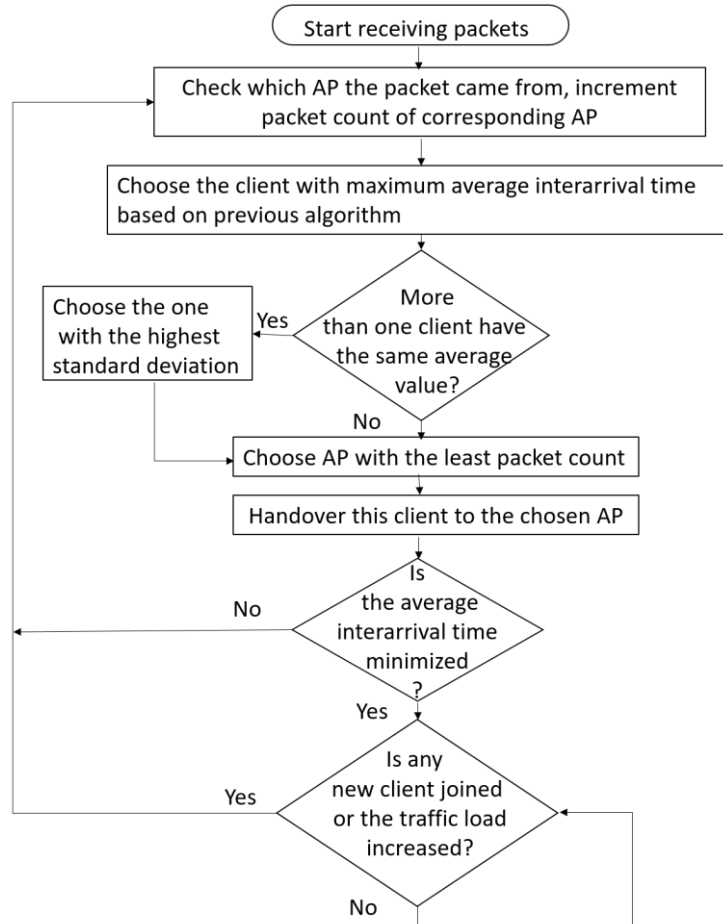 Start receiving packets
Check which AP the packet came from, increment
packet count of corresponding AP
Choose the client with maximum average interarrival time
based on previous algorithm
More
than one client have
the same average
value?
Yes
Choose the one
with the highest
standard deviation
No
Choose AP with the least packet count
Handover this client to the chosen AP
Is
the average
interarrival time
minimized
?
No
Yes
Is any
new client joined
or the traffic load
increased?
Yes
No